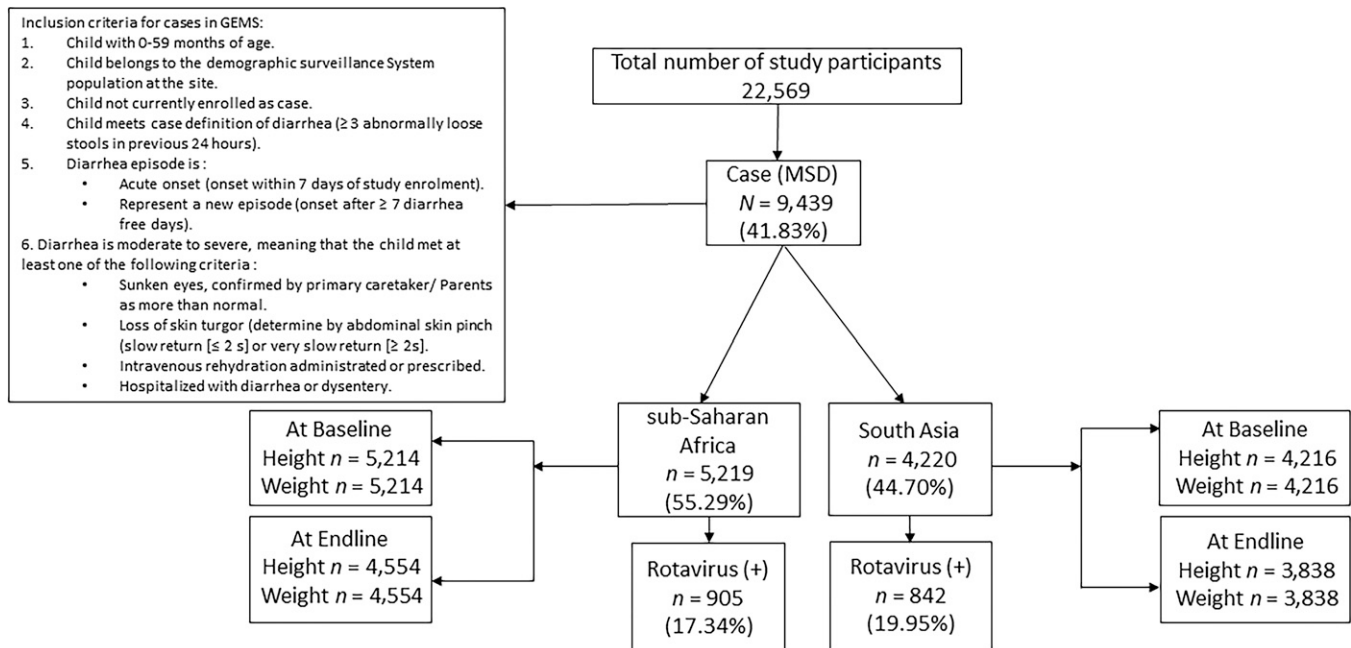 Inclusion criteria for cases in GEMS:
1. Child with 0-59 months of age.
2. Child belongs to the demographic surveillance System
population at the site.
3. Child not currently enrolled as case.
4. Child meets case definition of diarrhea (≥ 3 abnormally loose
stools in previous 24 hours).
5. Diarrhea episode is :
• Acute onset (onset within 7 days of study enrolment).
• Represent a new episode (onset after ≥ 7 diarrhea
free days).
6. Diarrhea is moderate to severe, meaning that the child met at
least one of the following criteria :
• Sunken eyes, confirmed by primary caretaker/ Parents
as more than normal.
• Loss of skin turgor (determine by abdominal skin pinch
(slow return [≤ 2 s] or very slow return [≥ 2s].
• Intravenous rehydration administrated or prescribed.
• Hospitalized with diarrhea or dysentery.
Total number of study participants
22,569
Case (MSD)
N = 9,439
(41.83%)
sub-Saharan
Africa
n = 5,219
(55.29%)
South Asia
n = 4,220
(44.70%)
At Baseline
Height n = 5,214
Weight n = 5,214
At Endline
Height n = 4,554
Weight n = 4,554
Rotavirus (+)
n = 905
(17.34%)
Rotavirus (+)
n = 842
(19.95%)
At Baseline
Height n = 4,216
Weight n = 4,216
At Endline
Height n = 3,838
Weight n = 3,838